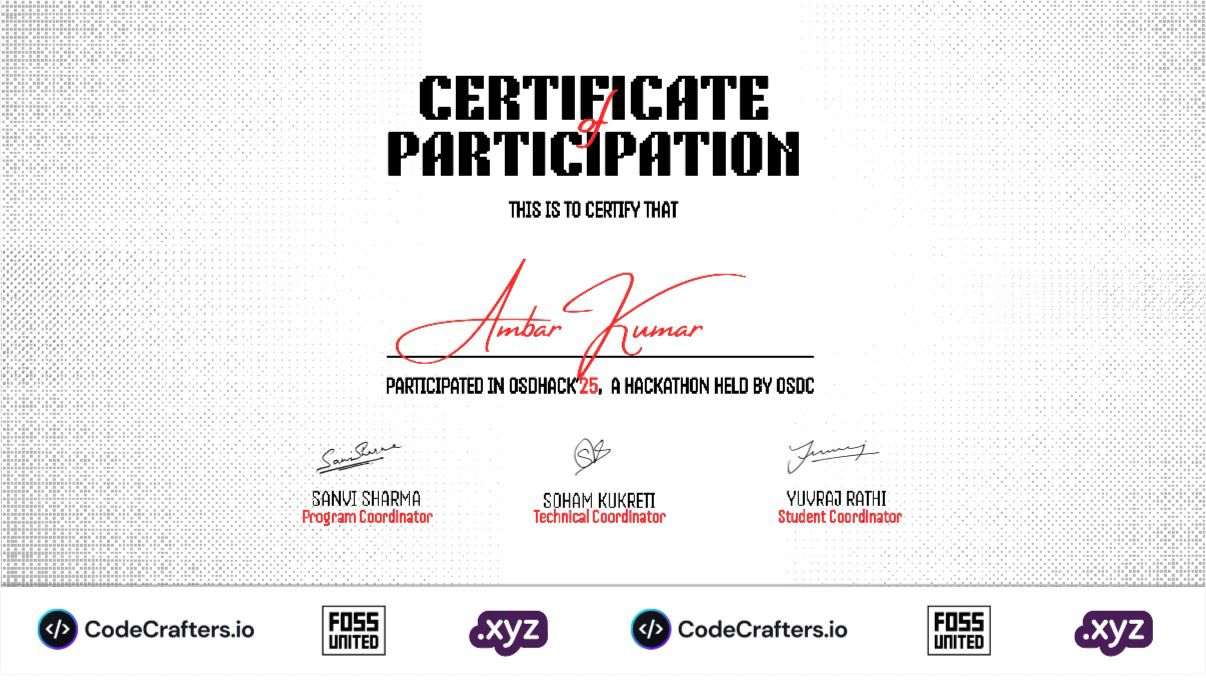 CERTIFICATE
of
PARTICIPATION
THIS IS TO CERTIFY THAT
Ambar Kumar
PARTICIPATED IN OSDHACK'25, A HACKATHON HELD BY OSDC
SANVI SHARMA
Program Coordinator
SOHAM KUKRETI
Technical Coordinator
YUVRAJ RATHI
Student Coordinator
</> CodeCrafters.io
FOSS
UNITED
.xyz
</> CodeCrafters.io
FOSS
UNITED
.xyz